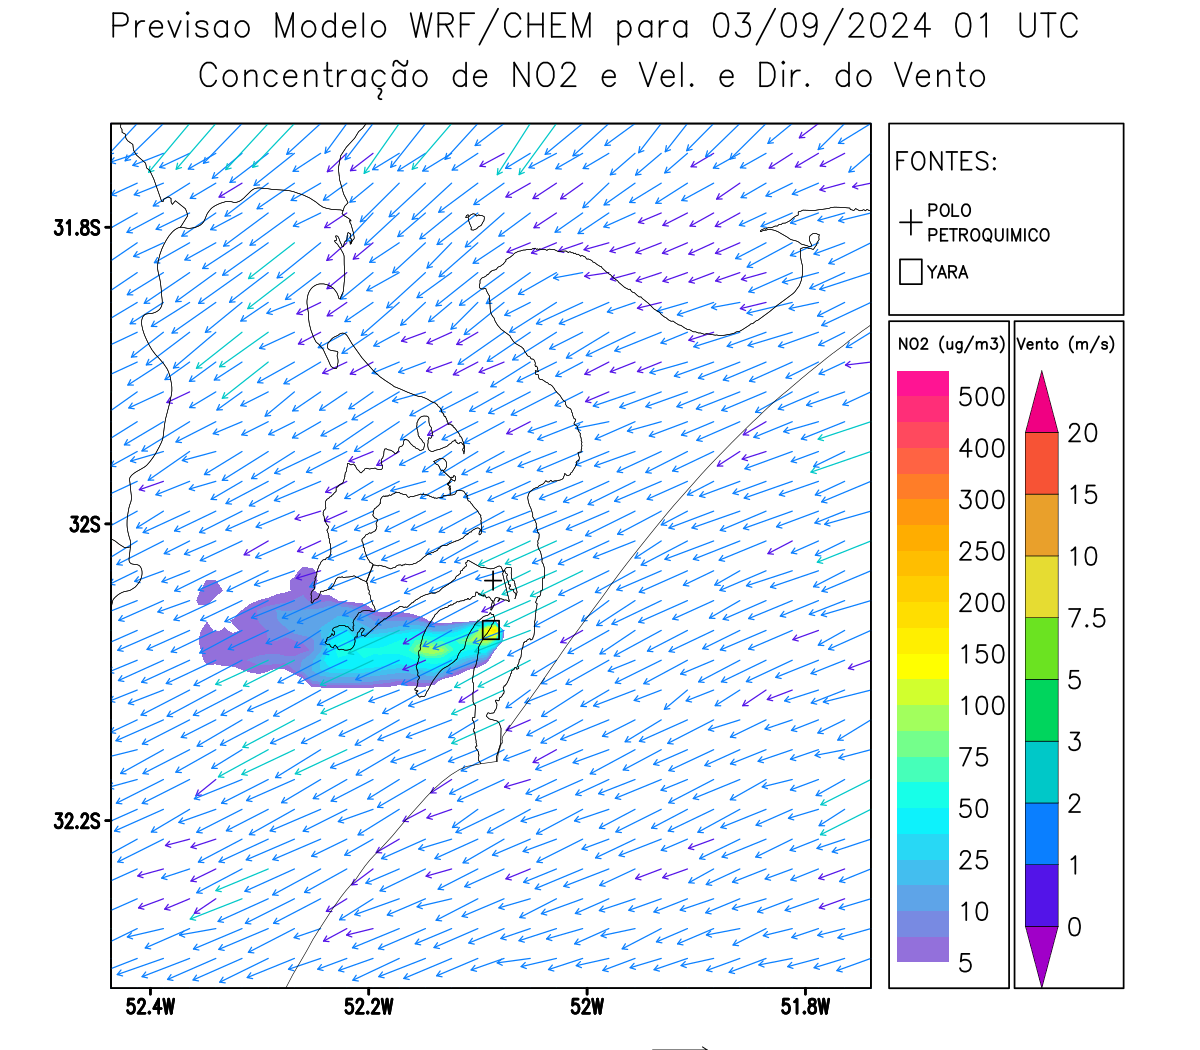 Previsao Modelo WRF/CHEM para 03/09/2024 01 UTC
Concentração de NO2 e Vel. e Dir. do Vento
FONTES:
POLO
PETROQUIMICO
YARA
NO2 (ug/m3)
500
400
300
250
200
150
100
75
50
25
10
5
Vento (m/s)
20
15
10
7.5
5
3
2
1
0
31.8S
32S
32.2S
52.4W
52.2W
52W
51.8W